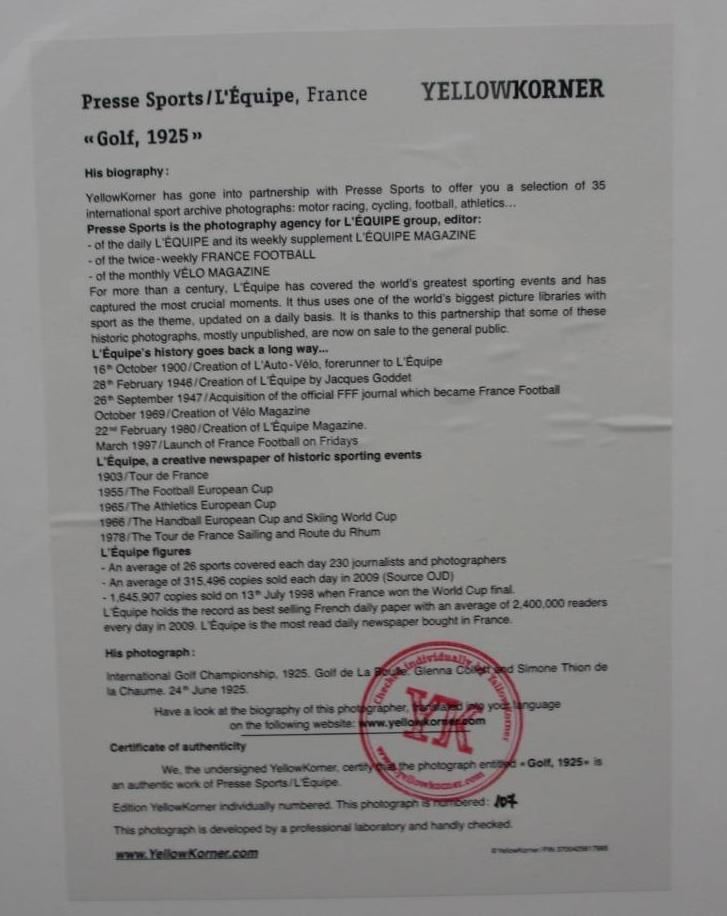 Presse Sports/L'Équipe, France YELLOWKORNER
«Golf, 1925»
His biography:
YellowKorner has gone into partnership with Presse Sports to offer you a selection of 35
international sport archive photographs: motor racing, cycling, football, athletics...
Presse Sports is the photography agency for L'ÉQUIPE group, editor:
- of the daily L'ÉQUIPE and its weekly supplement L'ÉQUIPE MAGAZINE
- of the twice-weekly FRANCE FOOTBALL
- of the monthly VÉLO MAGAZINE
For more than a century, L'Équipe has covered the world's greatest sporting events and has
captured the most crucial moments. It thus uses one of the world's biggest picture libraries with
sport as the theme, updated on a daily basis. It is thanks to this partnership that some of these
historic photographs, mostly unpublished, are now on sale to the general public.
L'Équipe's history goes back a long way...
16th October 1900/Creation of L'Auto-Vélo, forerunner to L'Équipe
28th February 1946/Creation of L'Équipe by Jacques Goddet
26th September 1947/Acquisition of the official FFF journal which became France Football
October 1969/Creation of Vélo Magazine
22nd February 1980/Creation of L'Équipe Magazine.
March 1997/Launch of France Football on Fridays
L'Équipe, a creative newspaper of historic sporting events
1903/Tour de France
1955/The Football European Cup
1965/The Athletics European Cup
1966/The Handball European Cup and Skiing World Cup
1978/The Tour de France Sailing and Route du Rhum
L'Équipe figures
- An average of 26 sports covered each day 230 journalists and photographers
- An average of 315,496 copies sold each day in 2009 (Source OJD)
- 1,645,907 copies sold on 13th July 1998 when France won the World Cup final.
L'Équipe holds the record as best selling French daily paper with an average of 2,400,000 readers
every day in 2009. L'Équipe is the most read daily newspaper bought in France.
His photograph:
International Golf Championship, 1925. Golf de La Boulie. Glenna Collett and Simone Thion de
la Chaume. 24th June 1925.
Have a look at the biography of this photographer, translated into your language
on the following website: www.yellowkorner.com
Certificate of authenticity
We, the undersigned YellowKorner, certify that the photograph entitled «Golf, 1925» is
an authentic work of Presse Sports/L'Équipe.
Edition YellowKorner individually numbered. This photograph is numbered: 107
This photograph is developed by a professional laboratory and handly checked.
www.YellowKorner.com
© YellowKorner
Checked individually by YellowKorner
YK
www.yellowkorner.com